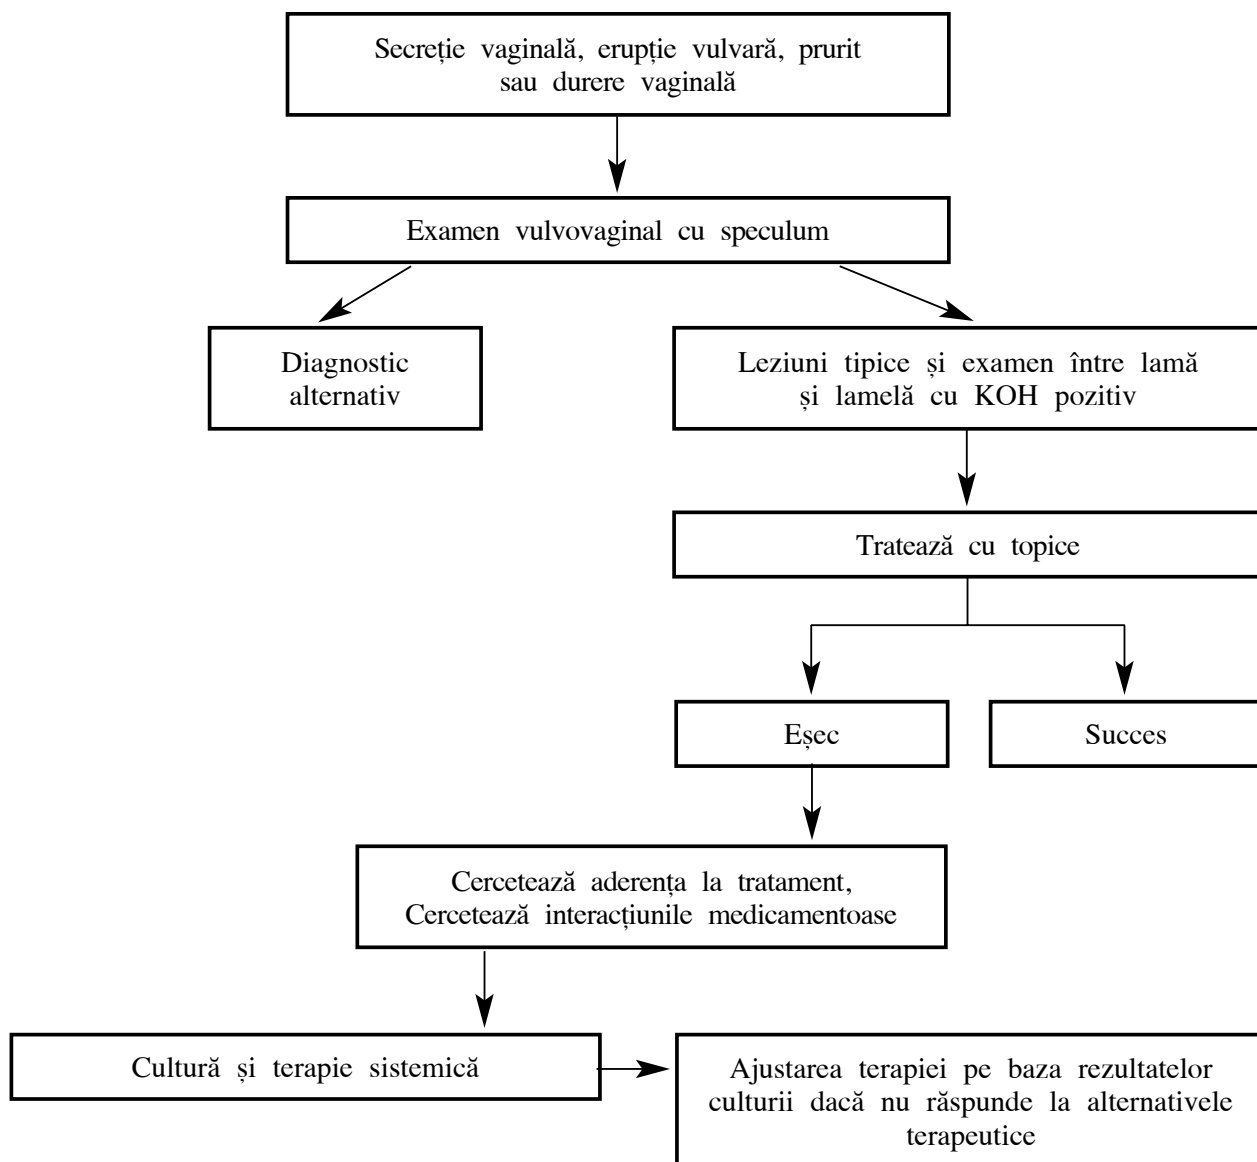 Secreție vaginală, erupție vulvară, prurit
sau durere vaginală
Examen vulvovaginal cu speculum
Diagnostic
alternativ
Leziuni tipice și examen între lamă
și lamelă cu KOH pozitiv
Tratează cu topice
Eșec
Succes
Cercetează aderența la tratament,
Cercetează interacțiunile medicamentoase
Cultură și terapie sistemică
Ajustarea terapiei pe baza rezultatelor
culturii dacă nu răspunde la alternativele
terapeutice